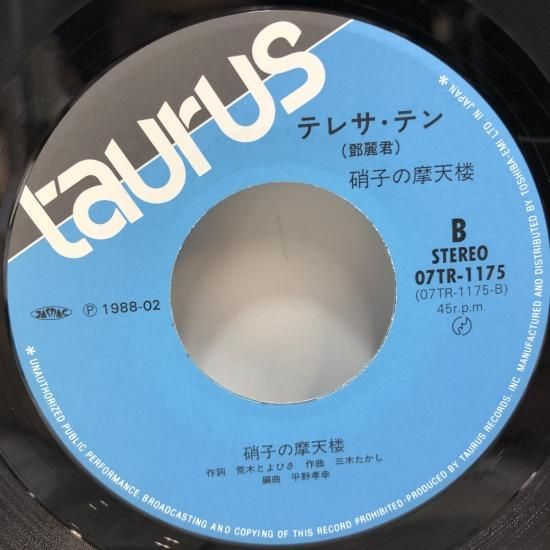 taurus
テレサ・テン
(鄧麗君)
硝子の摩天楼
B
STEREO
07TR-1175
(07TR-1175-B)
45r.p.m.
JASRAC
Ⓟ 1988-02
硝子の摩天楼
作詞 荒木とよひさ 作曲 三木たかし
編曲 平野孝幸
* UNAUTHORIZED PUBLIC PERFORMANCE, BROADCASTING AND COPYING OF THIS RECORD PROHIBITED·PRODUCED BY TAURUS RECORDS, INC. MANUFACTURED AND DISTRIBUTED BY TOSHIBA-EMI LTD IN JAPAN. *